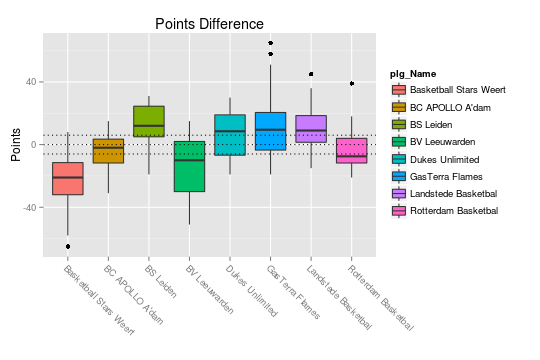 Points Difference
Points
40
0
-40
Basketball Stars Weert
BC APOLLO A'dam
BS Leiden
BV Leeuwarden
Dukes Unlimited
GasTerra Flames
Landstede Basketbal
Rotterdam Basketbal
plg_Name
Basketball Stars Weert
BC APOLLO A'dam
BS Leiden
BV Leeuwarden
Dukes Unlimited
GasTerra Flames
Landstede Basketbal
Rotterdam Basketbal